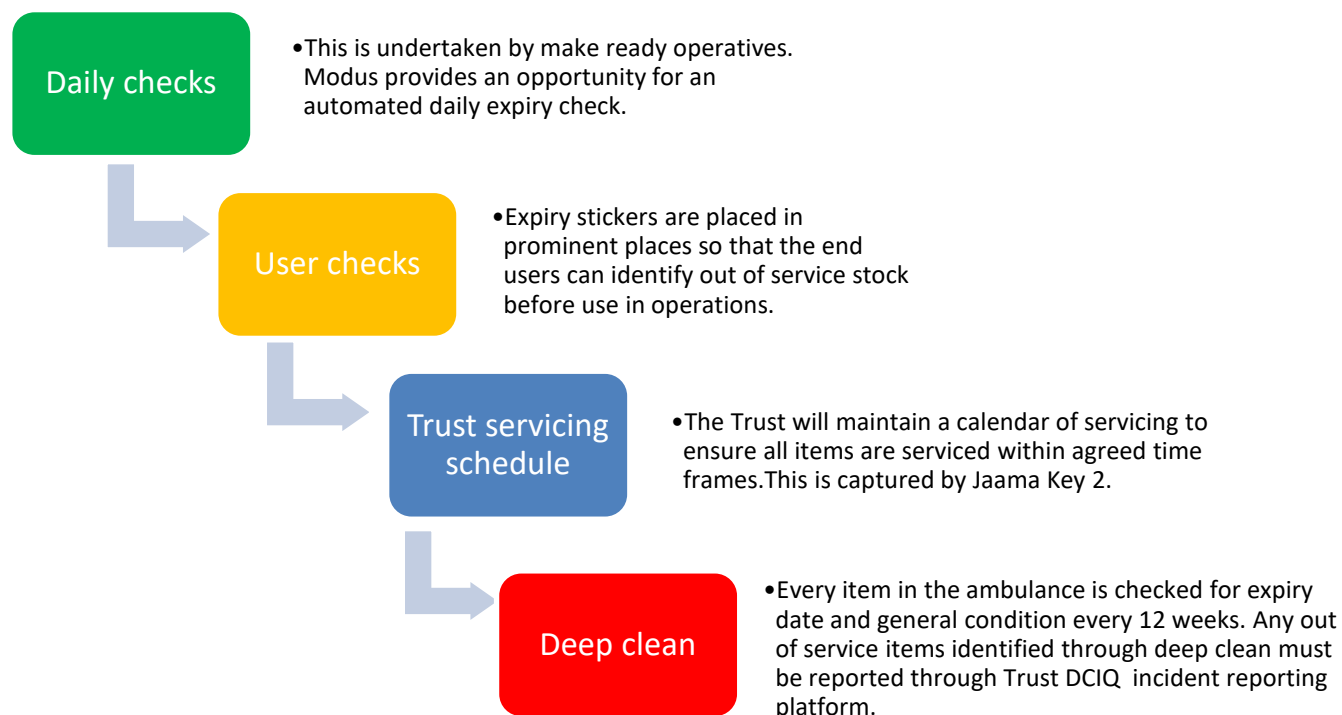 Daily checks
•This is undertaken by make ready operatives.
Modus provides an opportunity for an
automated daily expiry check.
User checks
•Expiry stickers are placed in
prominent places so that the end
users can identify out of service stock
before use in operations.
Trust servicing
schedule
•The Trust will maintain a calendar of servicing to
ensure all items are serviced within agreed time
frames.This is captured by Jaama Key 2.
Deep clean
•Every item in the ambulance is checked for expiry
date and general condition every 12 weeks. Any out
of service items identified through deep clean must
be reported through Trust DCIQ  incident reporting
platform.